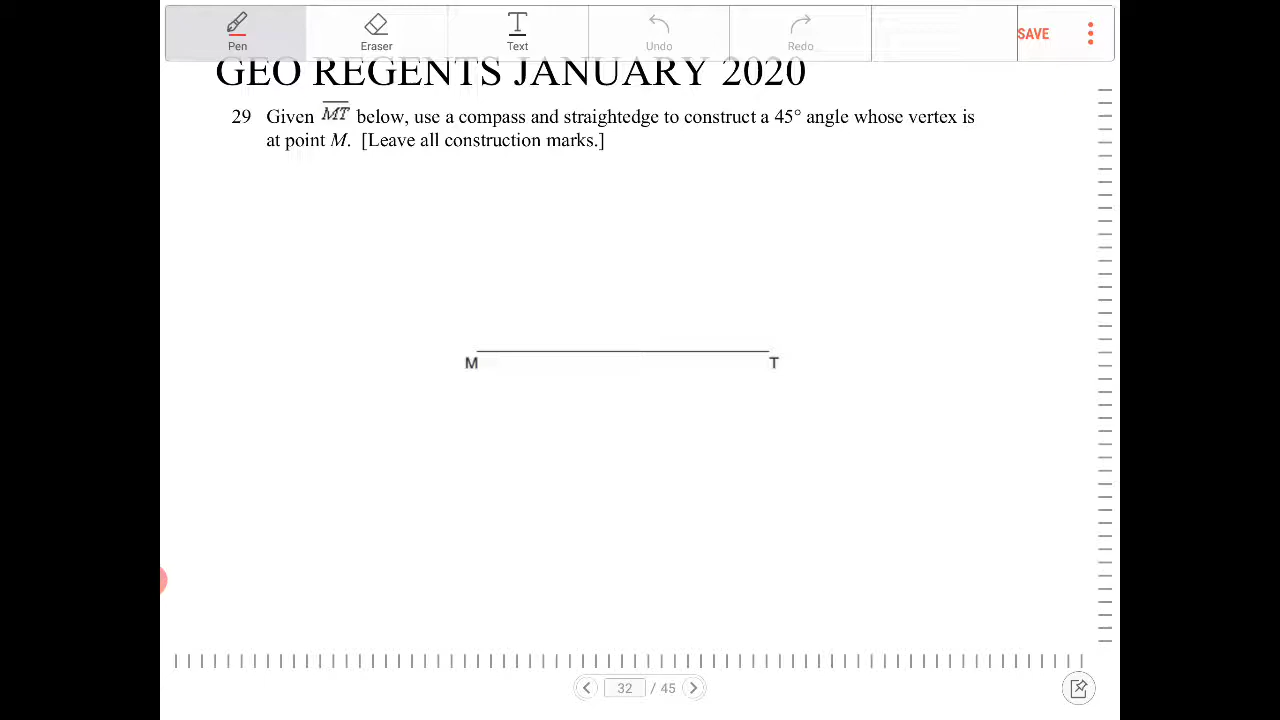 Pen Eraser Text Undo Redo SAVE
GEO REGENTS JANUARY 2020
29 Given MT below, use a compass and straightedge to construct a 45° angle whose vertex is
at point M. [Leave all construction marks.]
M T
32 / 45